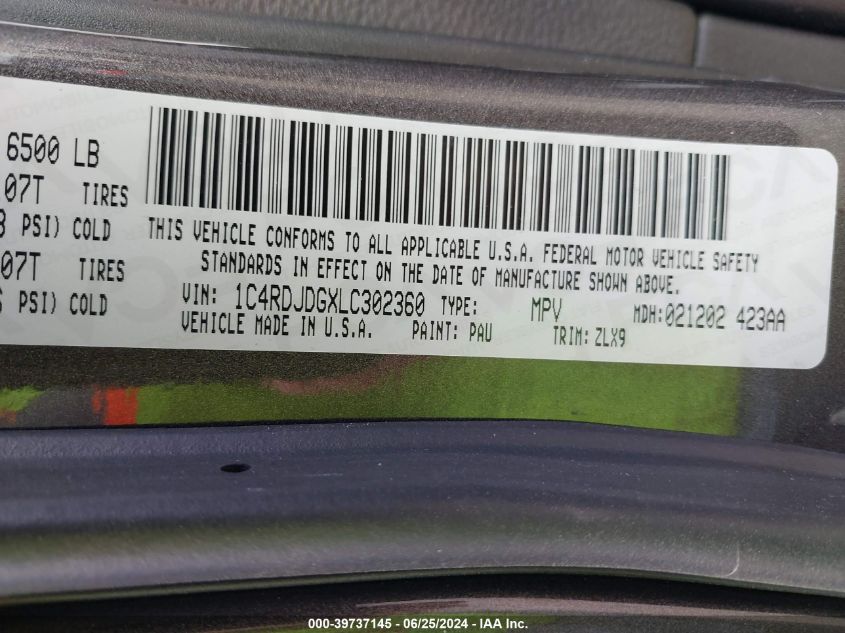 6500 LB
07T TIRES
PSI) COLD
07T TIRES
PSI) COLD
THIS VEHICLE CONFORMS TO ALL APPLICABLE U.S.A. FEDERAL MOTOR VEHICLE SAFETY
STANDARDS IN EFFECT ON THE DATE OF MANUFACTURE SHOWN ABOVE.
VIN: 1C4RDJDGXLC302360 TYPE: MPV MDH:021202 423AA
VEHICLE MADE IN U.S.A. PAINT: PAU TRIM: ZLX9
000-39737145 - 06/25/2024 - IAA Inc.